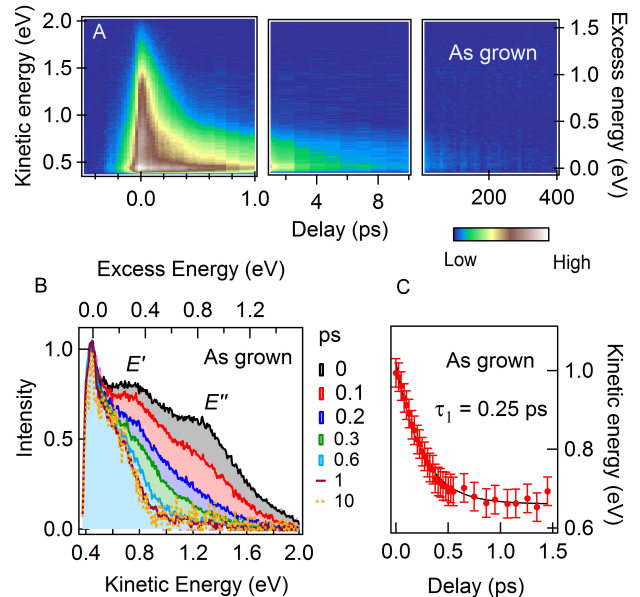 A
As grown
Kinetic energy (eV)
2.0
1.5
1.0
0.5
Excess energy (eV)
1.5
1.0
0.5
0.0
0.0
1.0
4
8
200
400
Delay (ps)
Low
High
B
Excess Energy (eV)
0.0
0.4
0.8
1.2
Intensity
1.0
0.5
0.0
E'
E''
As grown
ps
0
0.1
0.2
0.3
0.6
1
10
0.4
0.8
1.2
1.6
2.0
Kinetic Energy (eV)
C
As grown
τ1 = 0.25 ps
Kinetic energy (eV)
1.0
0.8
0.6
0.0
0.5
1.0
1.5
Delay (ps)